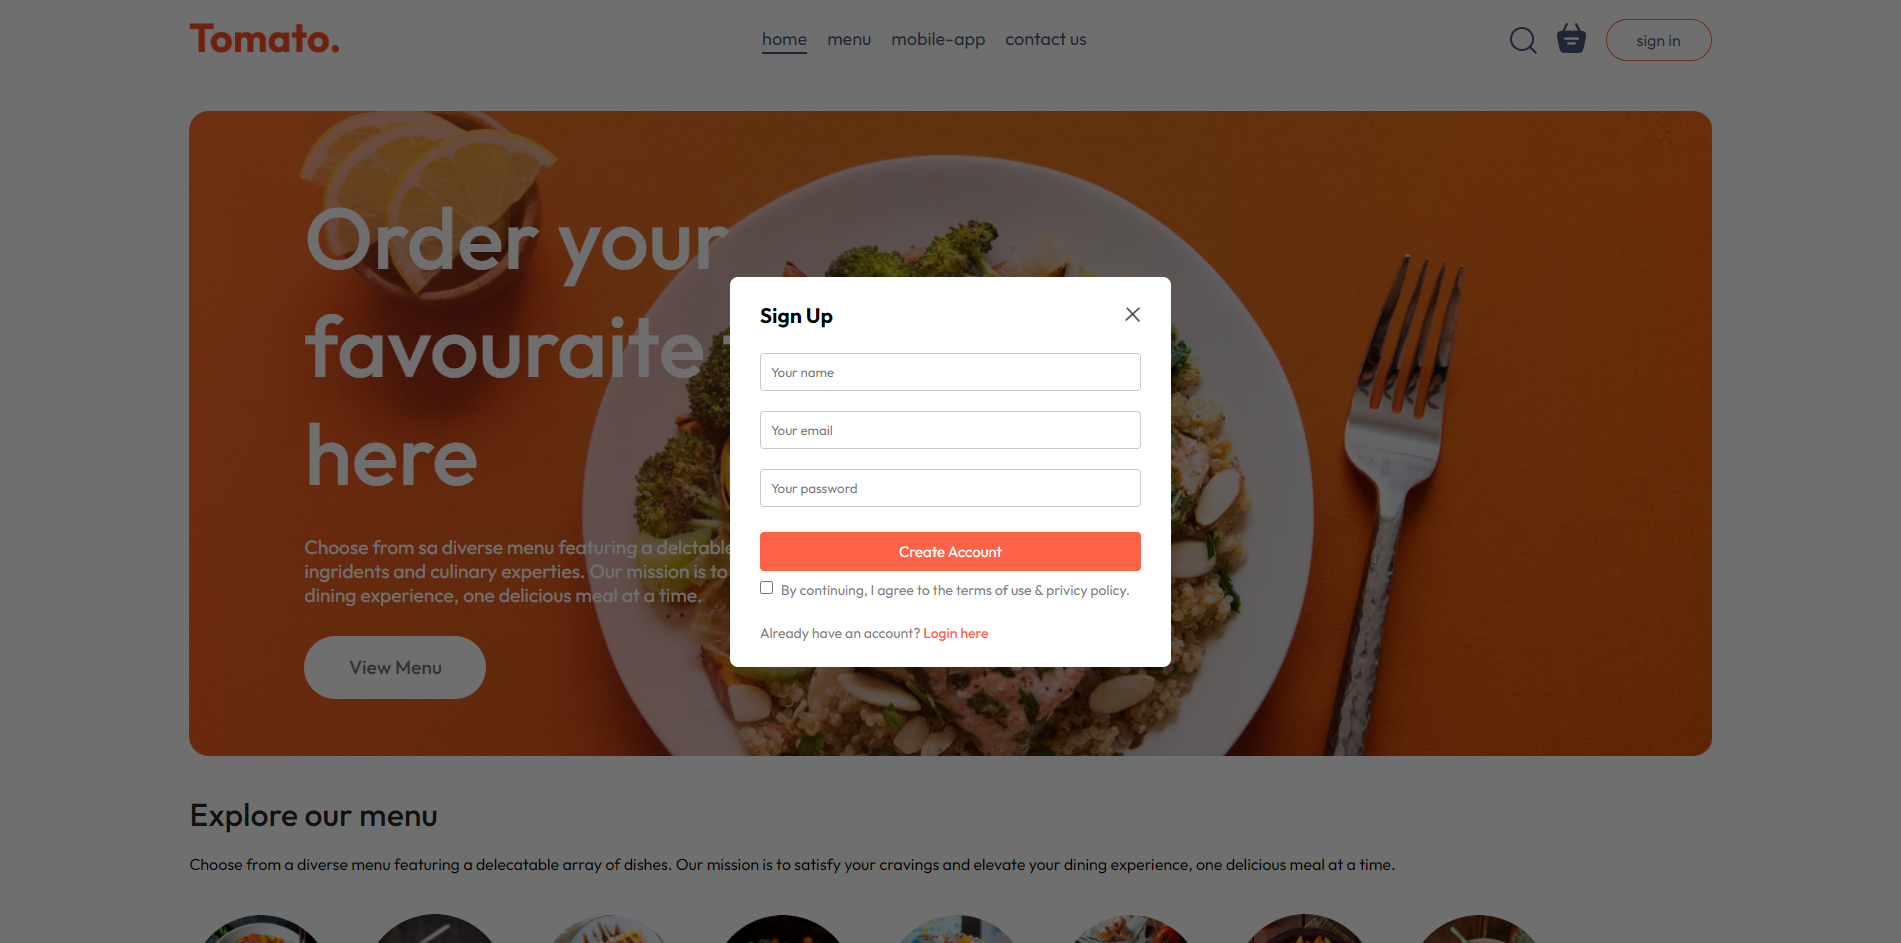 Tomato.
home menu mobile-app contact us
sign in
Order your
favouraite
here
Choose from sa diverse menu featuring a delctable
ingridents and culinary experties. Our mission is to
dining experience, one delicious meal at a time.
View Menu
Sign Up
Your name
Your email
Your password
Create Account
By continuing, I agree to the terms of use & privicy policy.
Already have an account? Login here
Explore our menu
Choose from a diverse menu featuring a delecatable array of dishes. Our mission is to satisfy your cravings and elevate your dining experience, one delicious meal at a time.